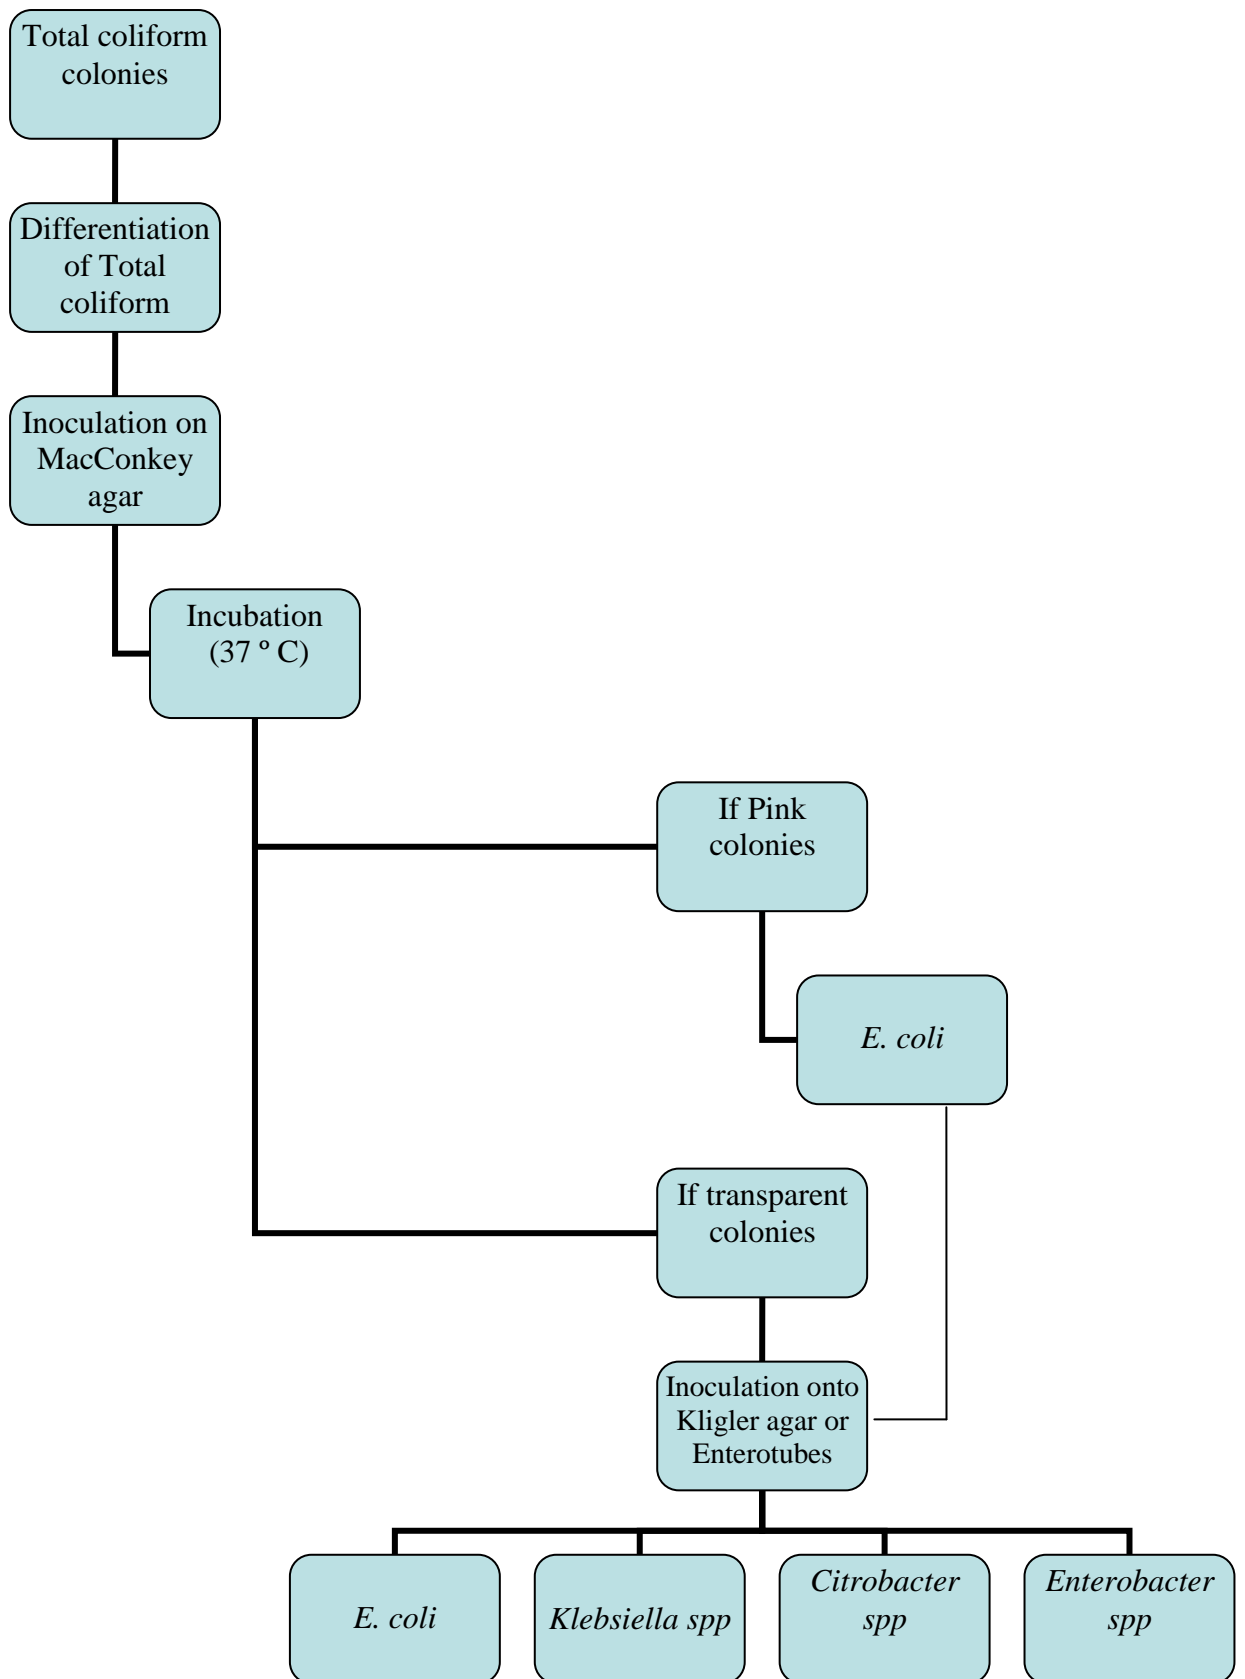 Total coliform
colonies
Differentiation
of Total
coliform
Inoculation on
MacConkey
agar
Incubation
(37 º C)
If Pink
colonies
E. coli
If transparent
colonies
Inoculation onto
Kligler agar or
Enterotubes
E. coli
Klebsiella spp
Citrobacter
spp
Enterobacter
spp